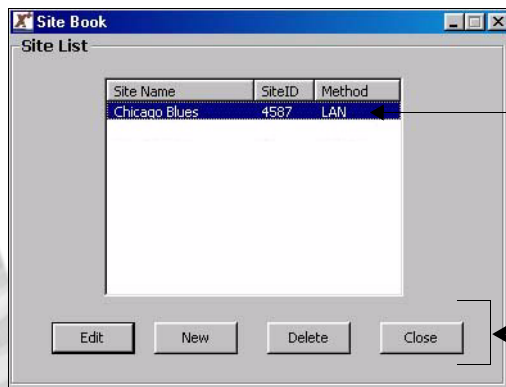 Site Book
Site List
Site Name SiteID Method
Chicago Blues 4587 LAN
Edit New Delete Close